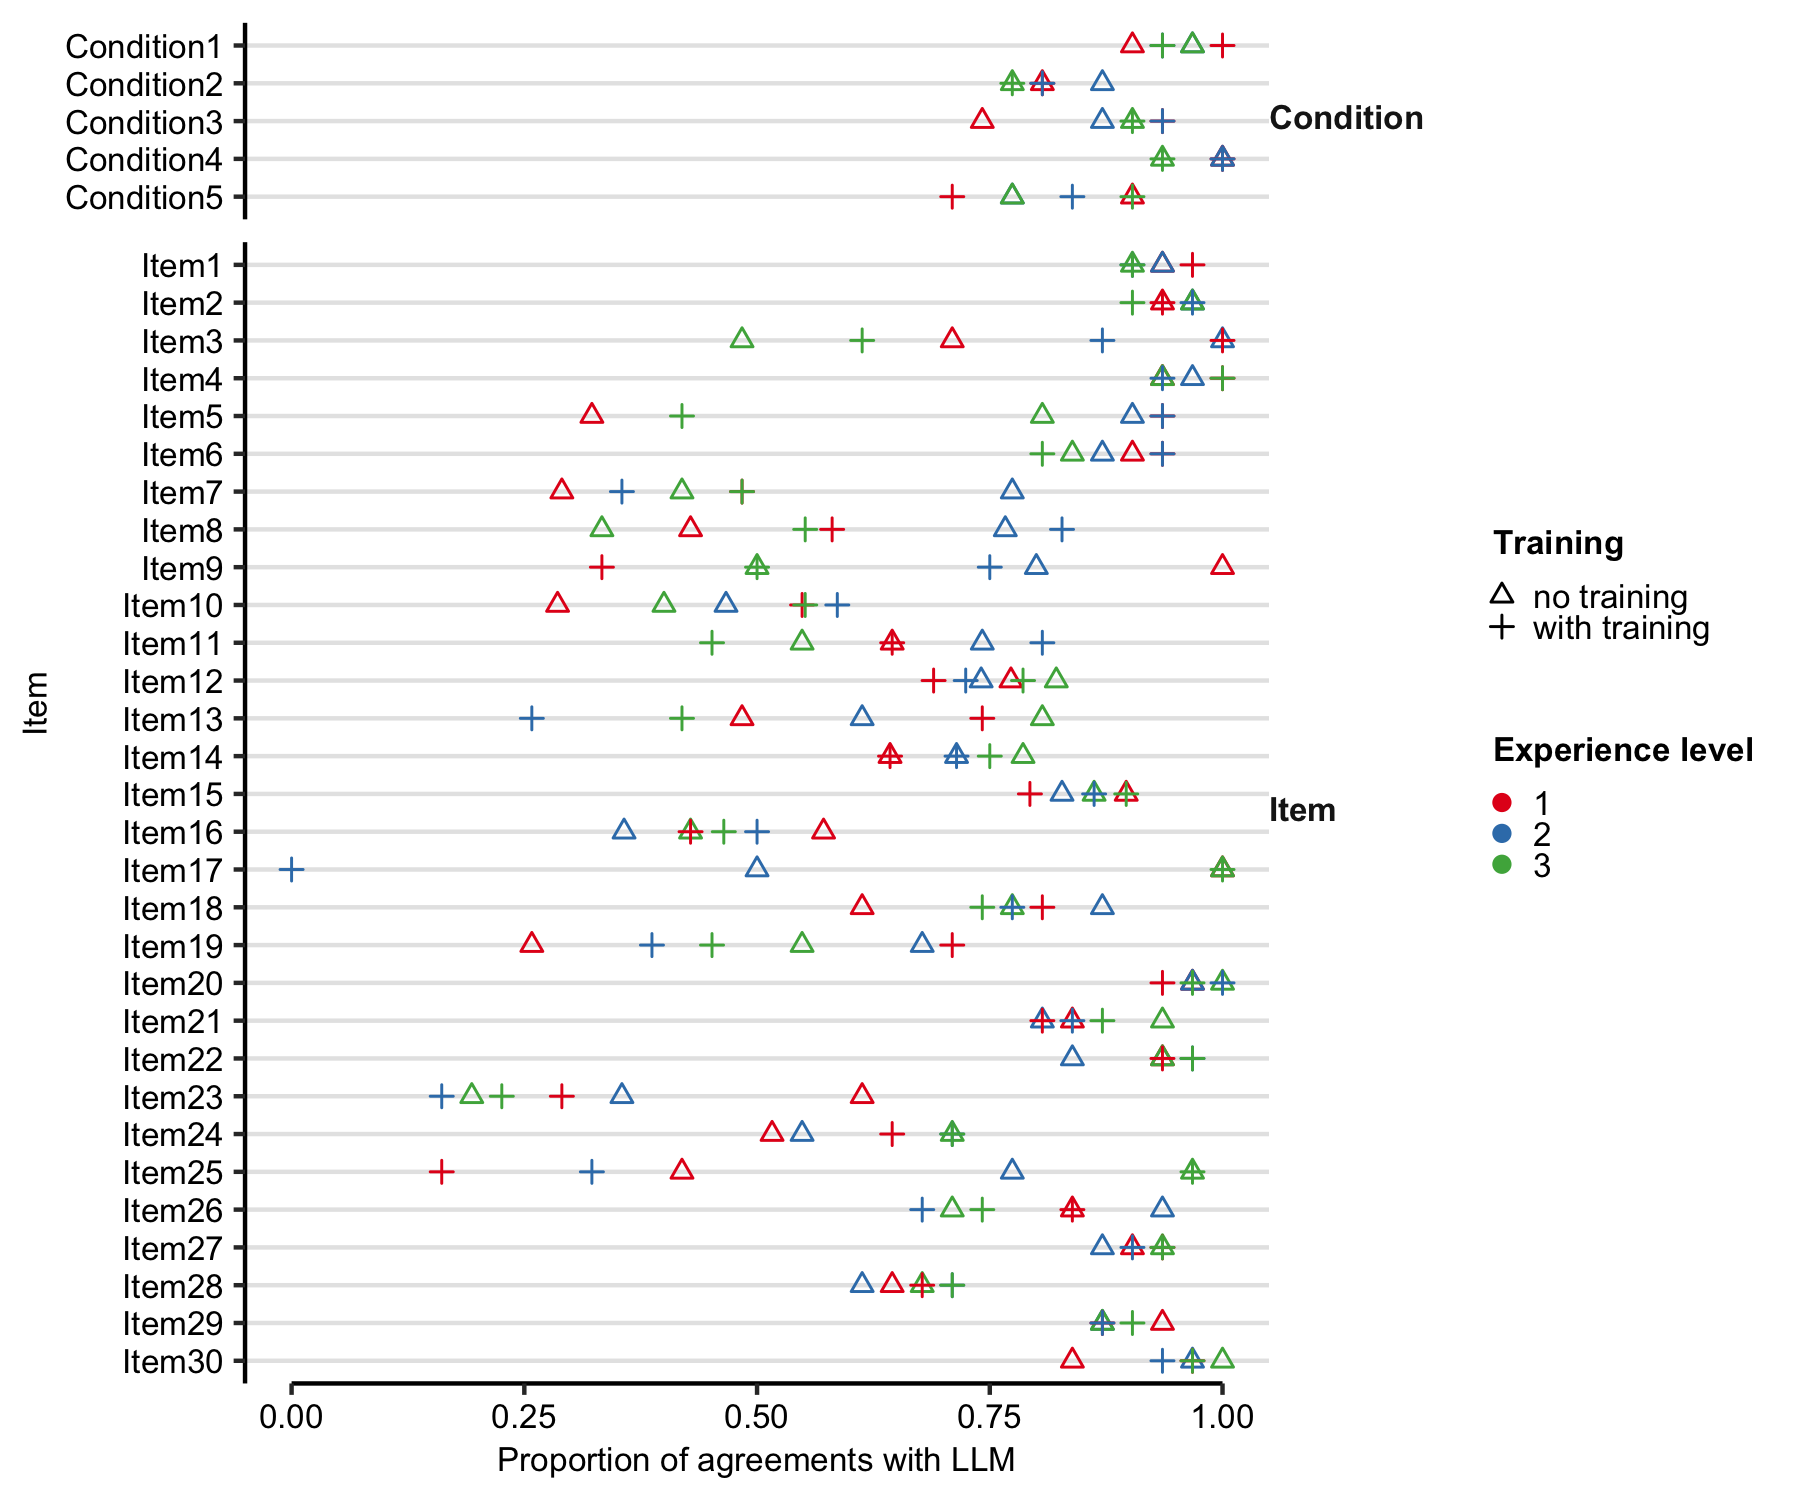 Condition1
Condition2
Condition3
Condition4
Condition5
Condition
Item1
Item2
Item3
Item4
Item5
Item6
Item7
Item8
Item9
Item10
Item11
Item12
Item13
Item14
Item15
Item16
Item17
Item18
Item19
Item20
Item21
Item22
Item23
Item24
Item25
Item26
Item27
Item28
Item29
Item30
Item
Item
0.00 0.25 0.50 0.75 1.00
Proportion of agreements with LLM
Training
no training
with training
Experience level
1
2
3